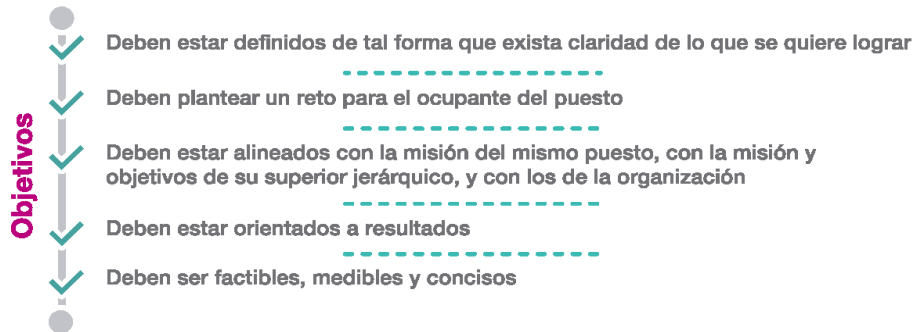 Objetivos
Deben estar definidos de tal forma que exista claridad de lo que se quiere lograr
Deben plantear un reto para el ocupante del puesto
Deben estar alineados con la misión del mismo puesto, con la misión y
objetivos de su superior jerárquico, y con los de la organización
Deben estar orientados a resultados
Deben ser factibles, medibles y concisos